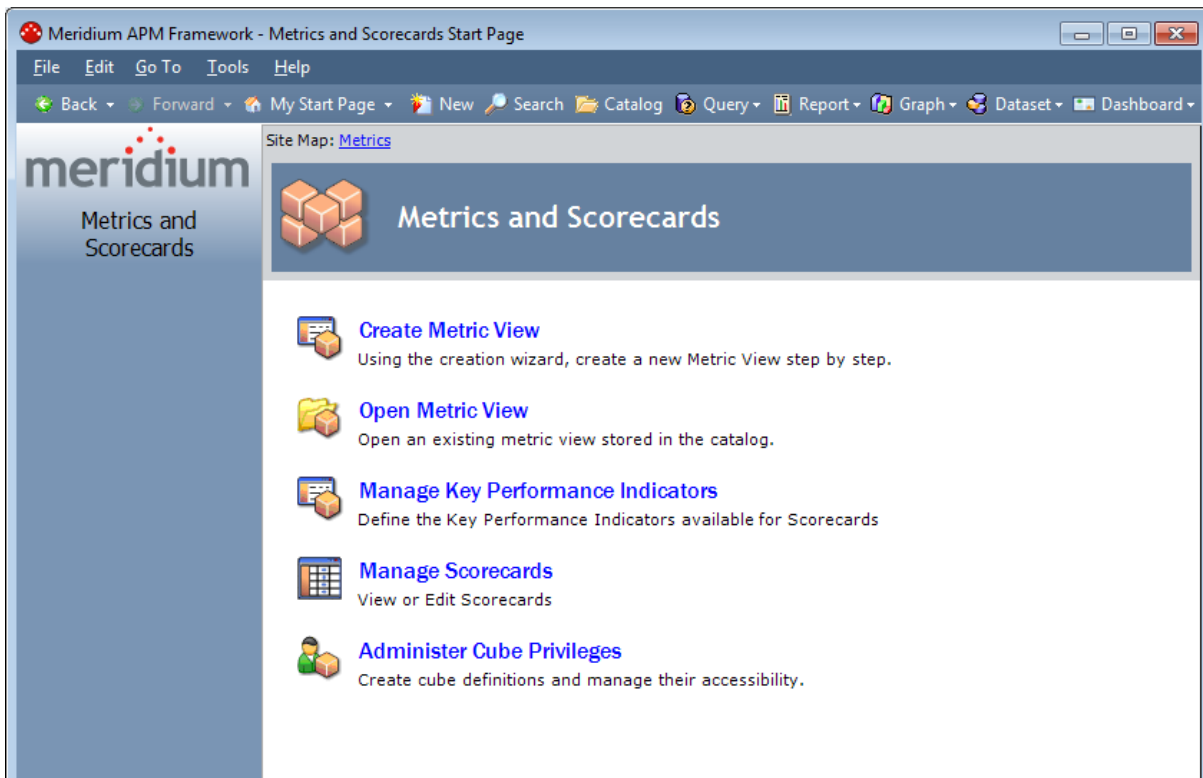 Meridium APM Framework - Metrics and Scorecards Start Page
File Edit Go To Tools Help
Back Forward My Start Page New Search Catalog Query Report Graph Dataset Dashboard
meridium
Metrics and
Scorecards
Site Map: Metrics
Metrics and Scorecards
Create Metric View
Using the creation wizard, create a new Metric View step by step.
Open Metric View
Open an existing metric view stored in the catalog.
Manage Key Performance Indicators
Define the Key Performance Indicators available for Scorecards
Manage Scorecards
View or Edit Scorecards
Administer Cube Privileges
Create cube definitions and manage their accessibility.